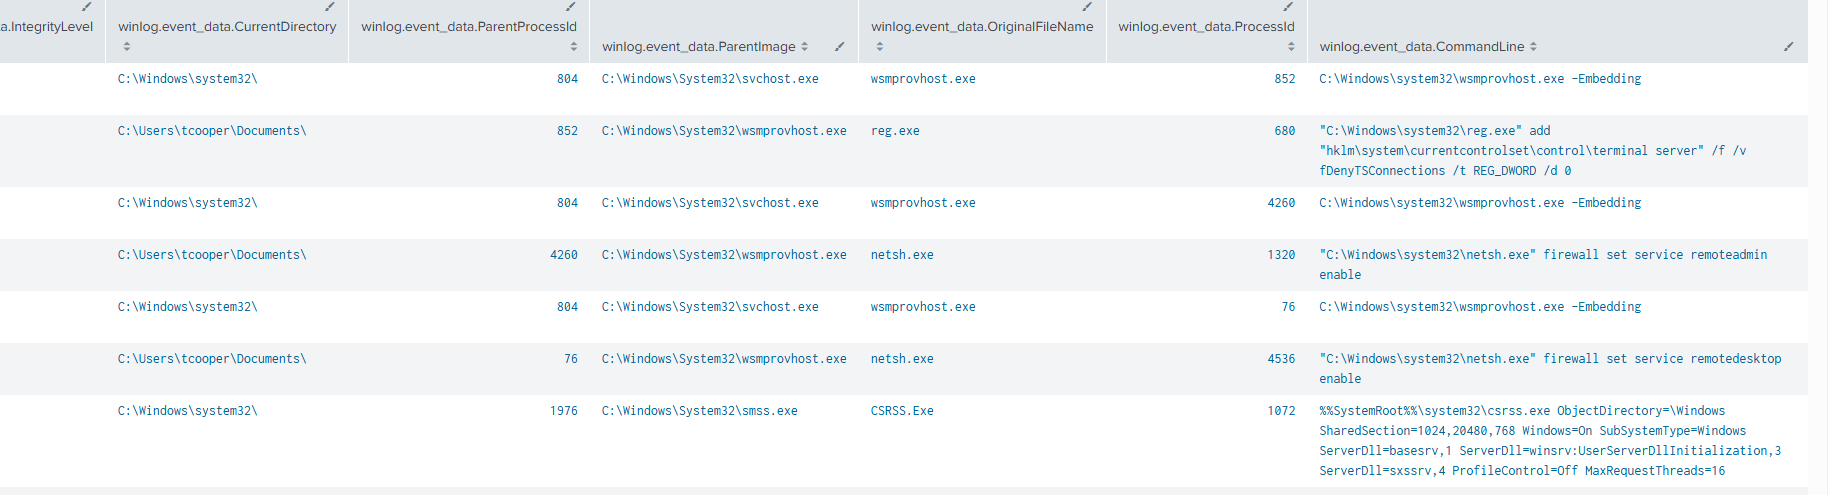 a.IntegrityLevel winlog.event_data.CurrentDirectory winlog.event_data.ParentProcessId winlog.event_data.ParentImage winlog.event_data.OriginalFileName winlog.event_data.ProcessId winlog.event_data.CommandLine
C:\Windows\system32\ 804 C:\Windows\System32\svchost.exe wsmprovhost.exe 852 C:\Windows\system32\wsmprovhost.exe -Embedding
C:\Users\tcooper\Documents\ 852 C:\Windows\System32\wsmprovhost.exe reg.exe 680 "C:\Windows\system32\reg.exe" add
"hklm\system\currentcontrolset\control\terminal server" /f /v
fDenyTSConnections /t REG_DWORD /d 0
C:\Windows\system32\ 804 C:\Windows\System32\svchost.exe wsmprovhost.exe 4260 C:\Windows\system32\wsmprovhost.exe -Embedding
C:\Users\tcooper\Documents\ 4260 C:\Windows\System32\wsmprovhost.exe netsh.exe 1320 "C:\Windows\system32\netsh.exe" firewall set service remoteadmin
enable
C:\Windows\system32\ 804 C:\Windows\System32\svchost.exe wsmprovhost.exe 76 C:\Windows\system32\wsmprovhost.exe -Embedding
C:\Users\tcooper\Documents\ 76 C:\Windows\System32\wsmprovhost.exe netsh.exe 4536 "C:\Windows\system32\netsh.exe" firewall set service remotedesktop
enable
C:\Windows\system32\ 1976 C:\Windows\System32\smss.exe CSRSS.Exe 1072 %%SystemRoot%%\system32\csrss.exe ObjectDirectory=\Windows
SharedSection=1024,20480,768 Windows=On SubSystemType=Windows
ServerDll=basesrv,1 ServerDll=winsrv:UserServerDllInitialization,3
ServerDll=sxssrv,4 ProfileControl=Off MaxRequestThreads=16